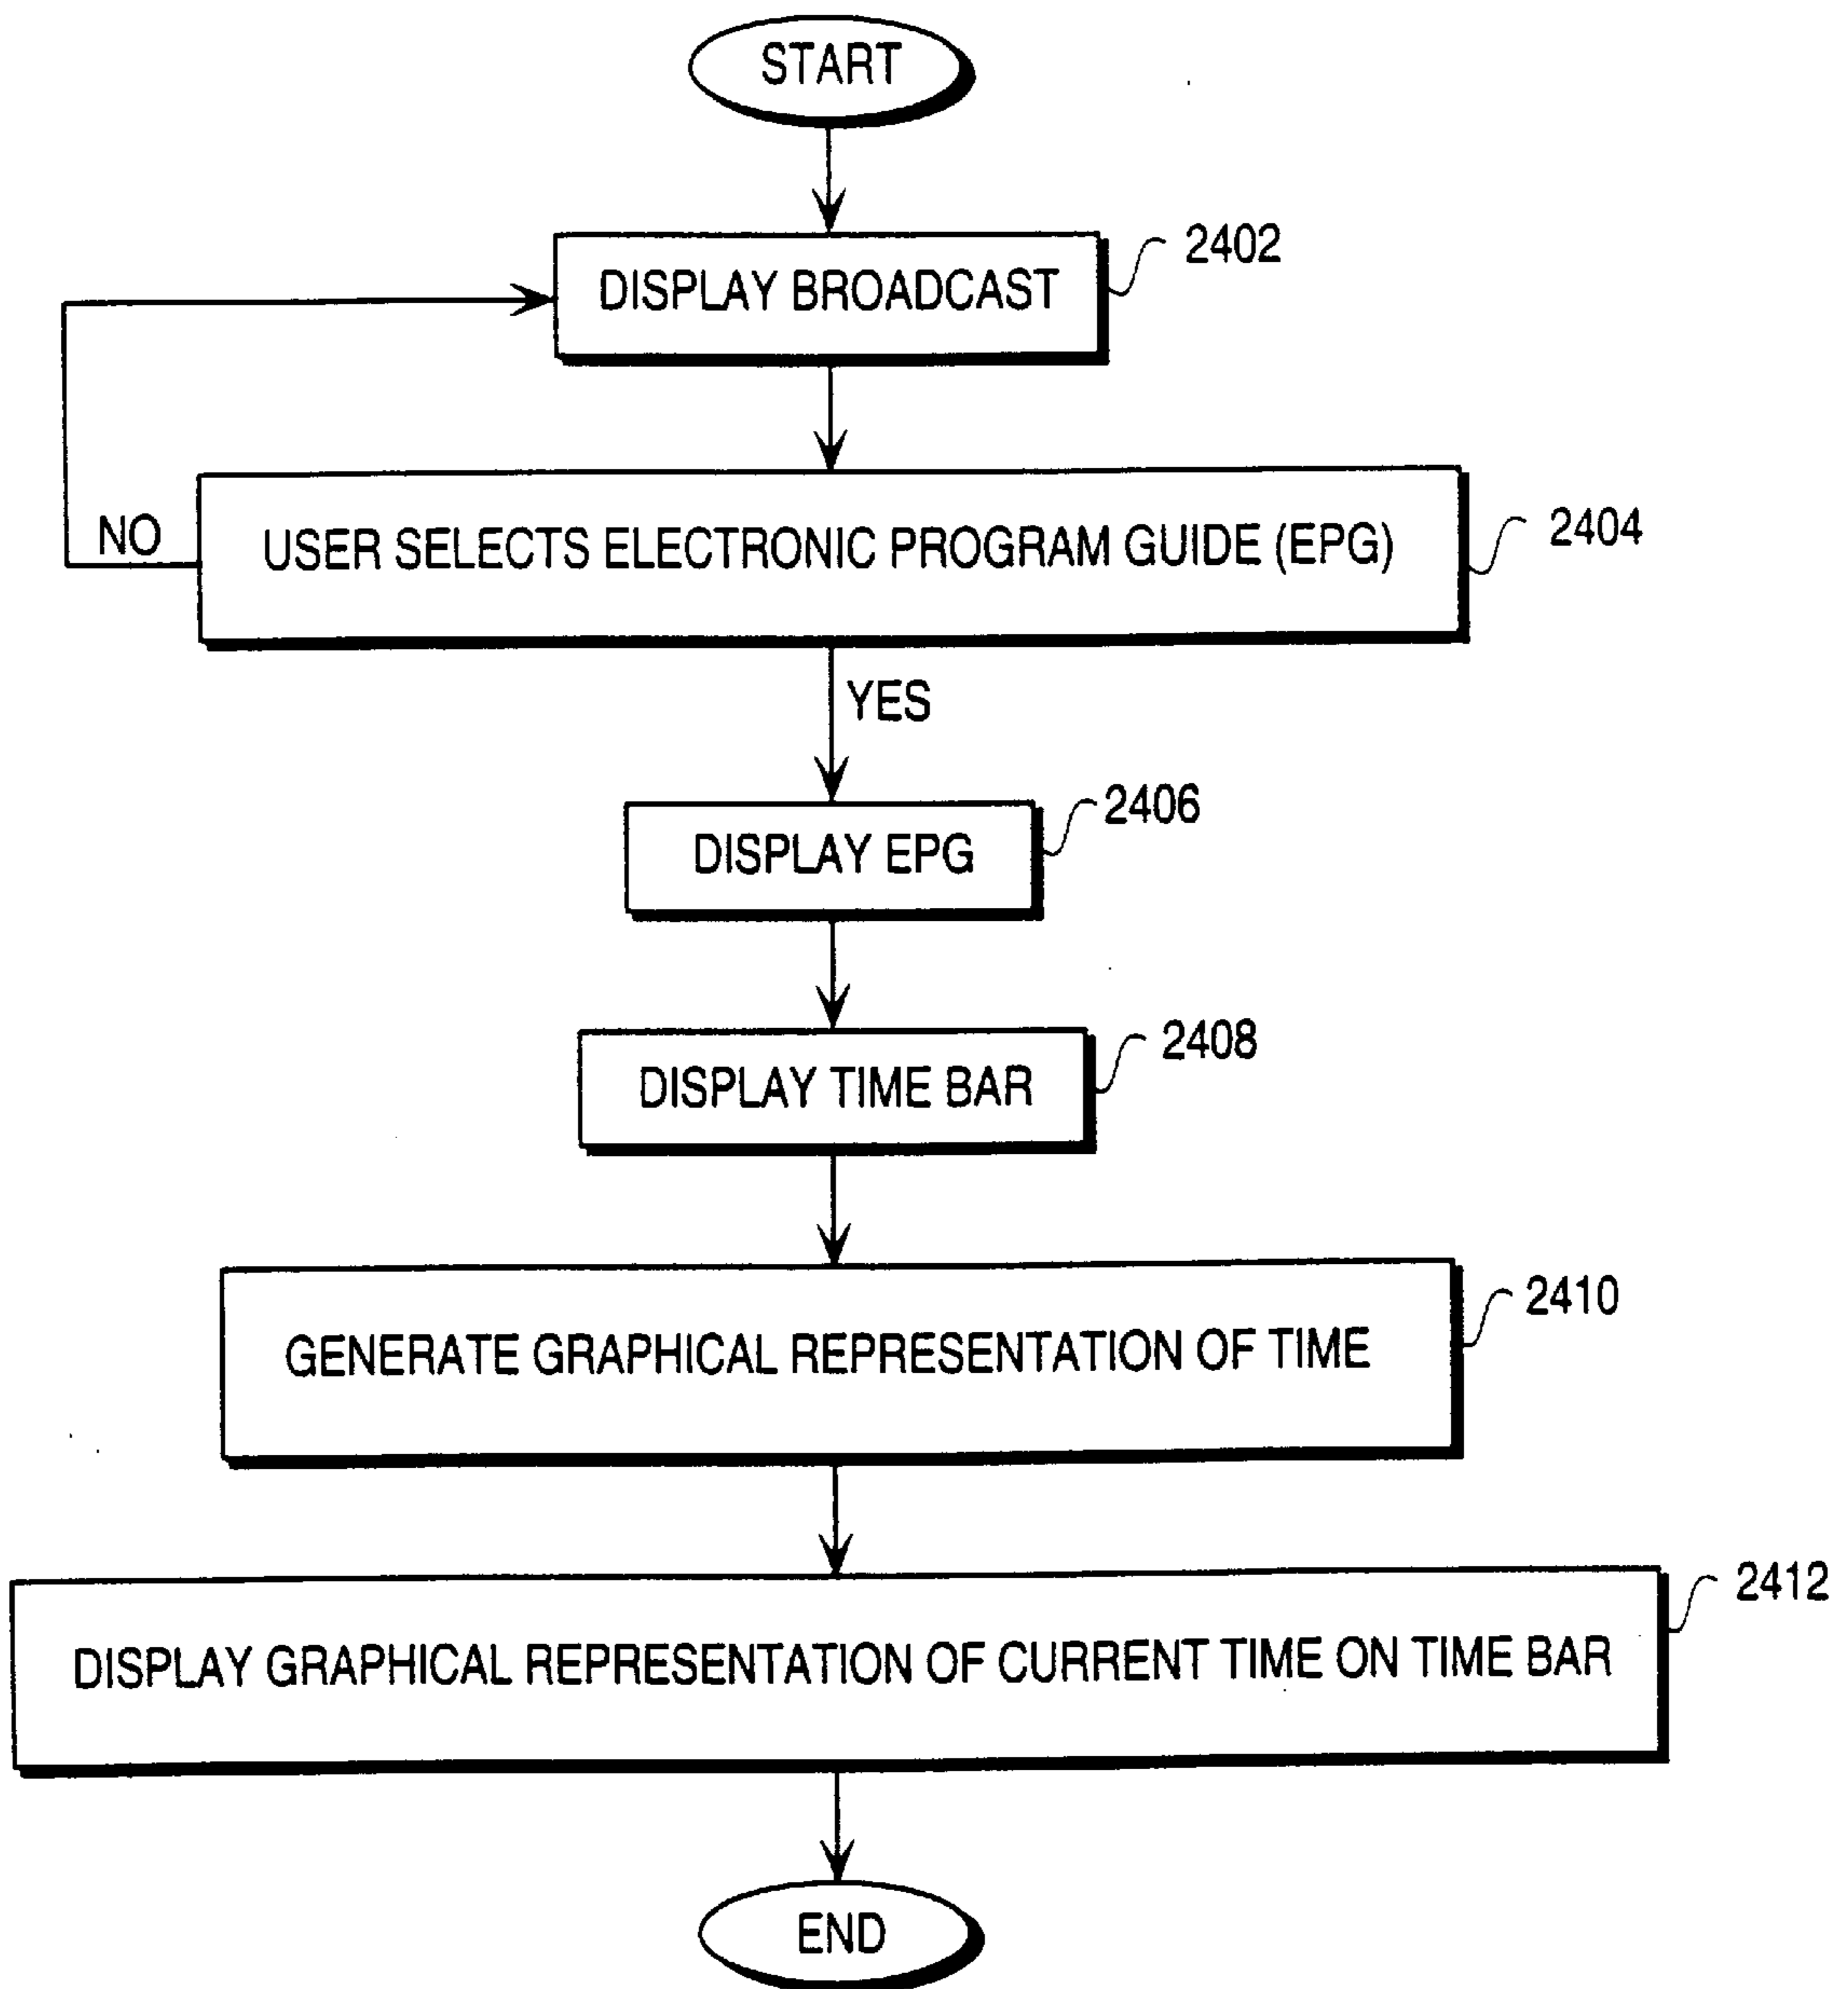 START
DISPLAY BROADCAST
2402
NO
USER SELECTS ELECTRONIC PROGRAM GUIDE (EPG)
2404
YES
DISPLAY EPG
2406
DISPLAY TIME BAR
2408
GENERATE GRAPHICAL REPRESENTATION OF TIME
2410
DISPLAY GRAPHICAL REPRESENTATION OF CURRENT TIME ON TIME BAR
2412
END